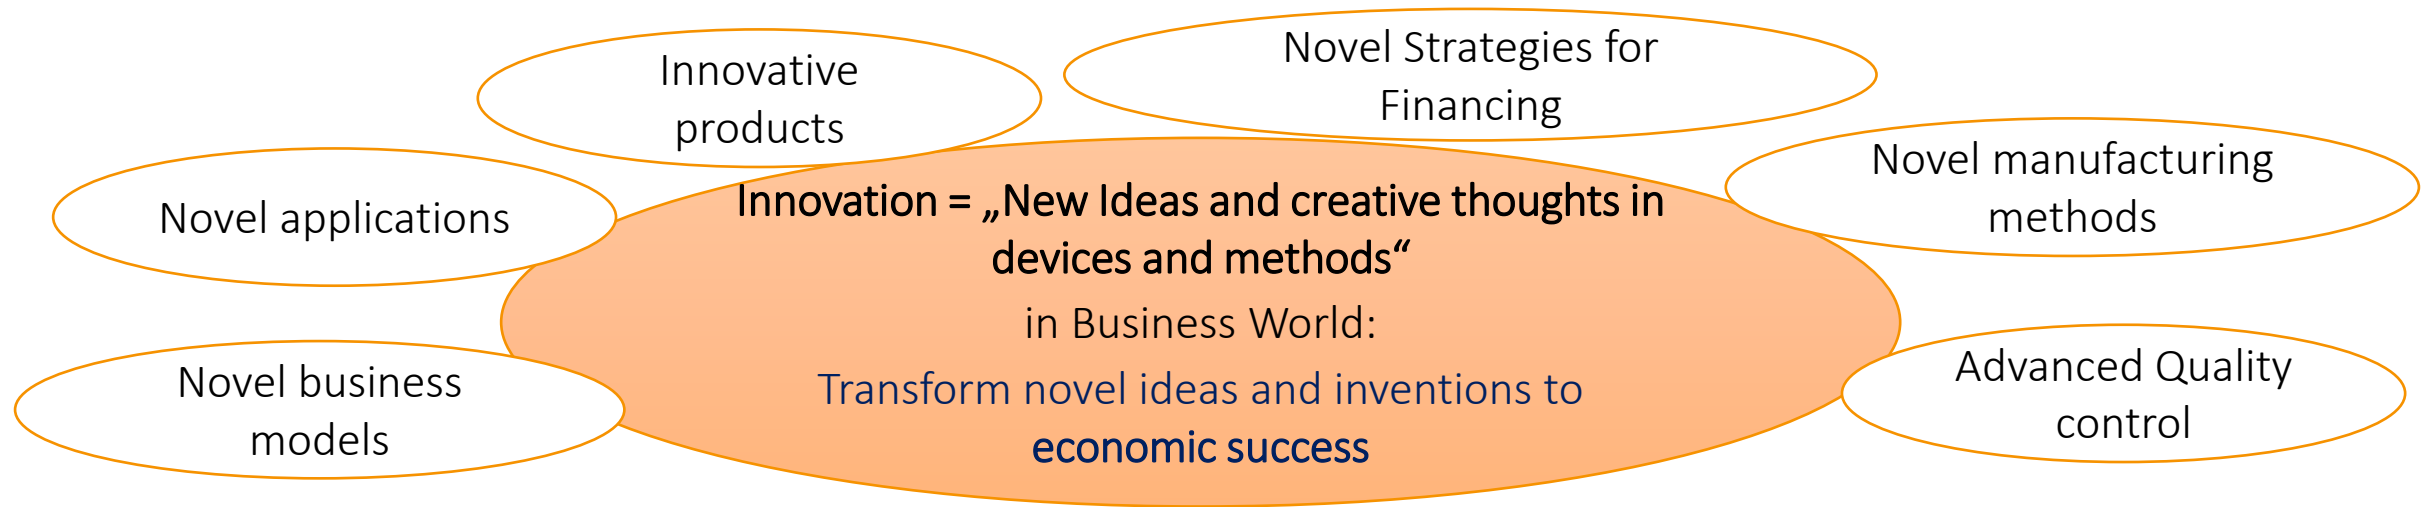 Innovative
products
Novel Strategies for
Financing
Novel applications
Novel manufacturing
methods
Innovation = „New Ideas and creative thoughts in
devices and methods“
in Business World:
Transform novel ideas and inventions to
economic success
Novel business
models
Advanced Quality
control